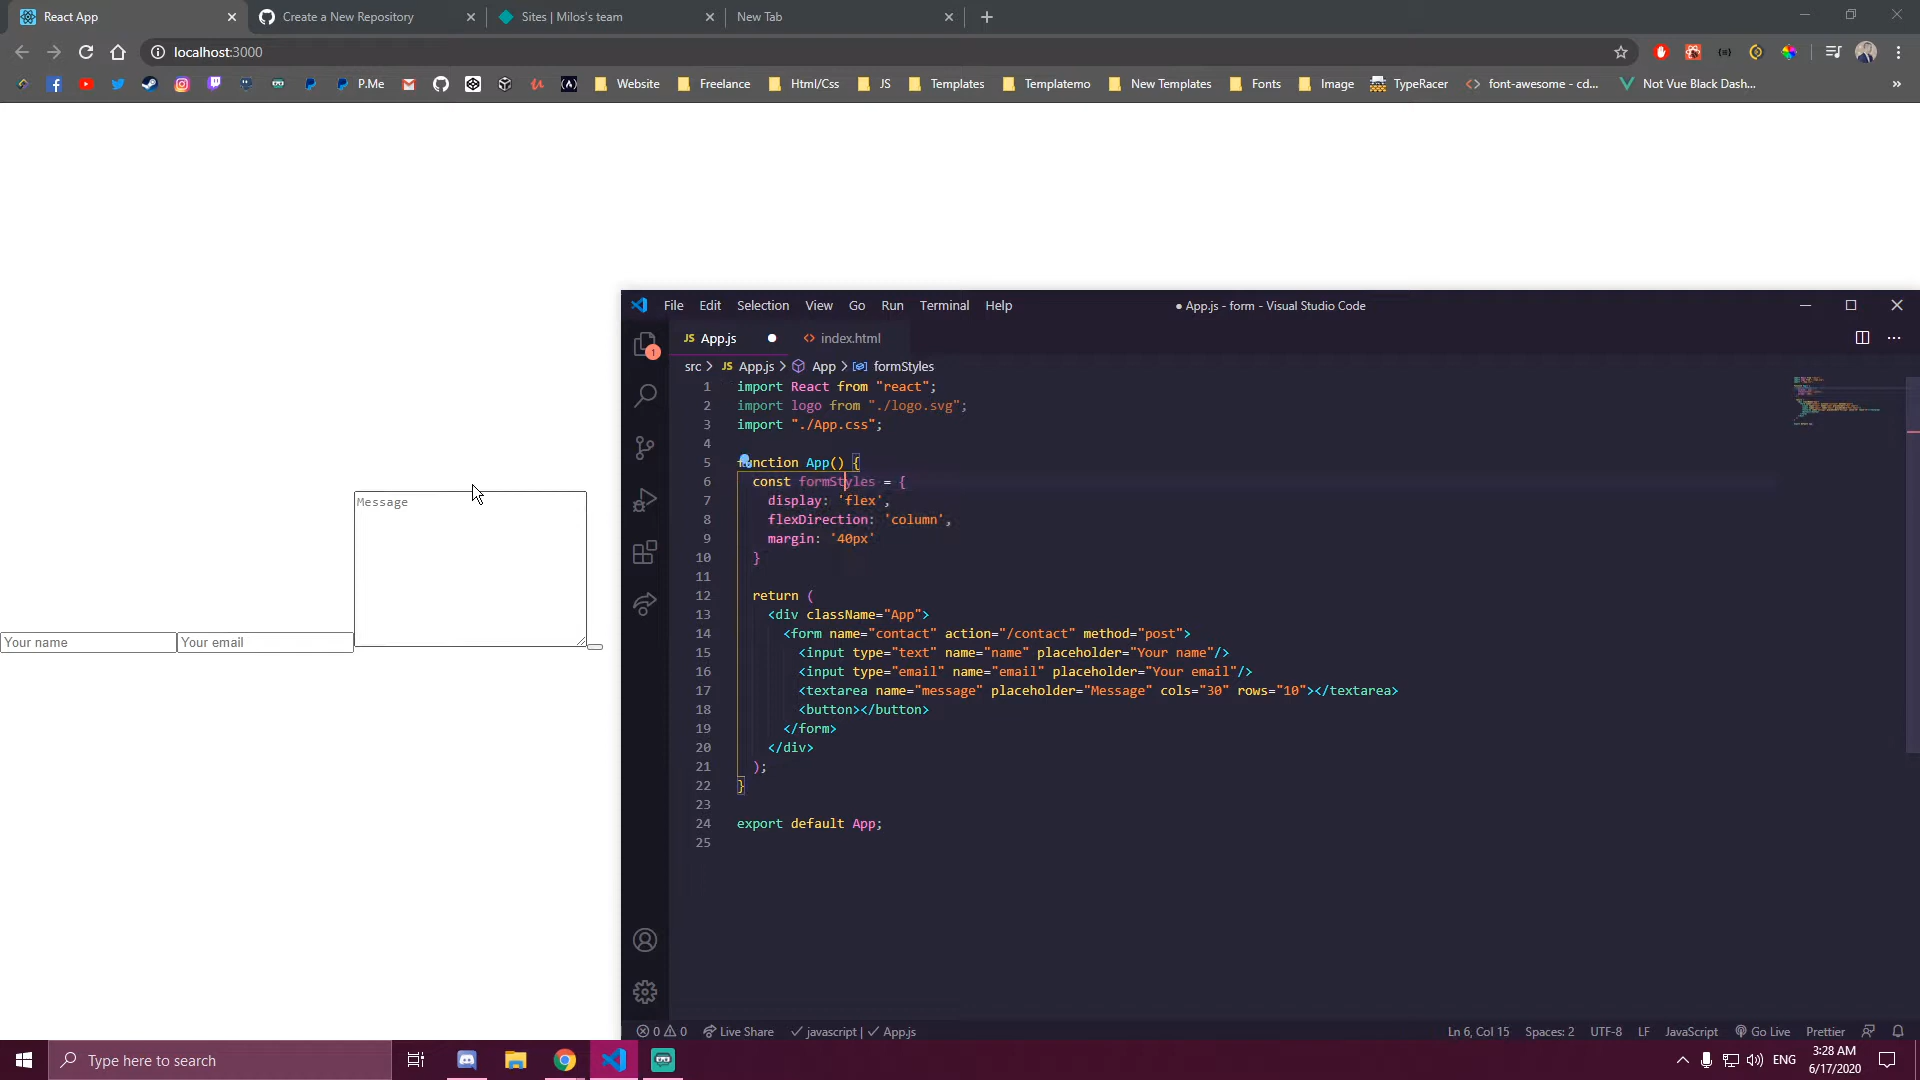 React App
Create a New Repository
Sites | Milos's team
New Tab
localhost:3000
P.Me
Website
Freelance
Html/Css
JS
Templates
Templatemo
New Templates
Fonts
Image
TypeRacer
font-awesome - cd...
Not Vue Black Dash...
»
Message
Your name
Your email
File Edit Selection View Go Run Terminal Help
● App.js - form - Visual Studio Code
JS App.js
<> index.html
1
src > JS App.js > App > formStyles
1 import React from "react";
2 import logo from "./logo.svg";
3 import "./App.css";
4
5 function App() {
6 const formStyles = {
7 display: 'flex',
8 flexDirection: 'column',
9 margin: '40px'
10 }
11
12 return (
13 <div className="App">
14 <form name="contact" action="/contact" method="post">
15 <input type="text" name="name" placeholder="Your name"/>
16 <input type="email" name="email" placeholder="Your email"/>
17 <textarea name="message" placeholder="Message" cols="30" rows="10"></textarea>
18 <button></button>
19 </form>
20 </div>
21 );
22 }
23
24 export default App;
25
0 0 Live Share javascript | App.js
Ln 6, Col 15 Spaces: 2 UTF-8 LF JavaScript Go Live Prettier
Type here to search
ENG
3:28 AM
6/17/2020